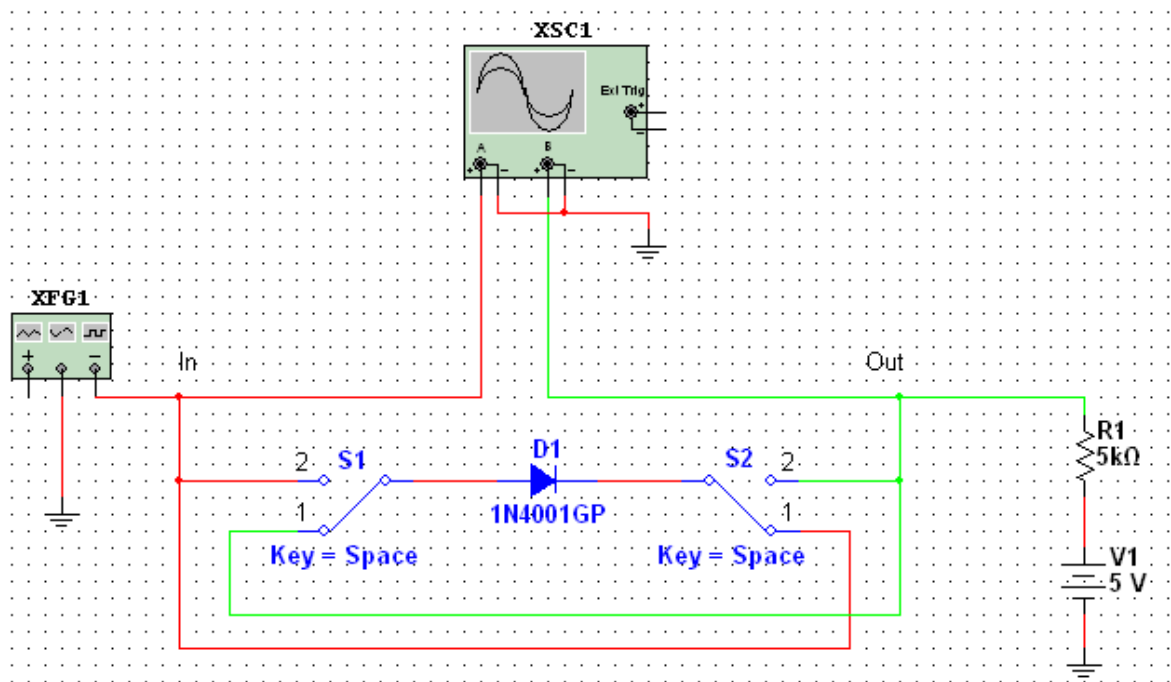 XSC1
Ext Trig
+
-
A
B
+ - + -
XFG1
+ -
In
Out
2 S1
D1
S2 2
R1
5kΩ
1
1N4001GP
1
Key = Space
Key = Space
V1
5 V